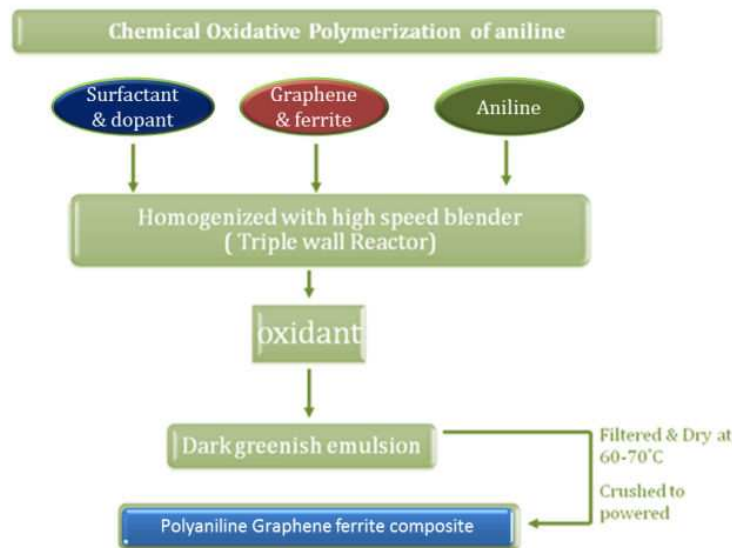 Chemical Oxidative Polymerization of aniline
Surfactant
& dopant
Graphene
& ferrite
Aniline
Homogenized with high speed blender
( Triple wall Reactor)
oxidant
Dark greenish emulsion
Filtered & Dry at
60-70°C
Crushed to
powdered
Polyaniline Graphene ferrite composite